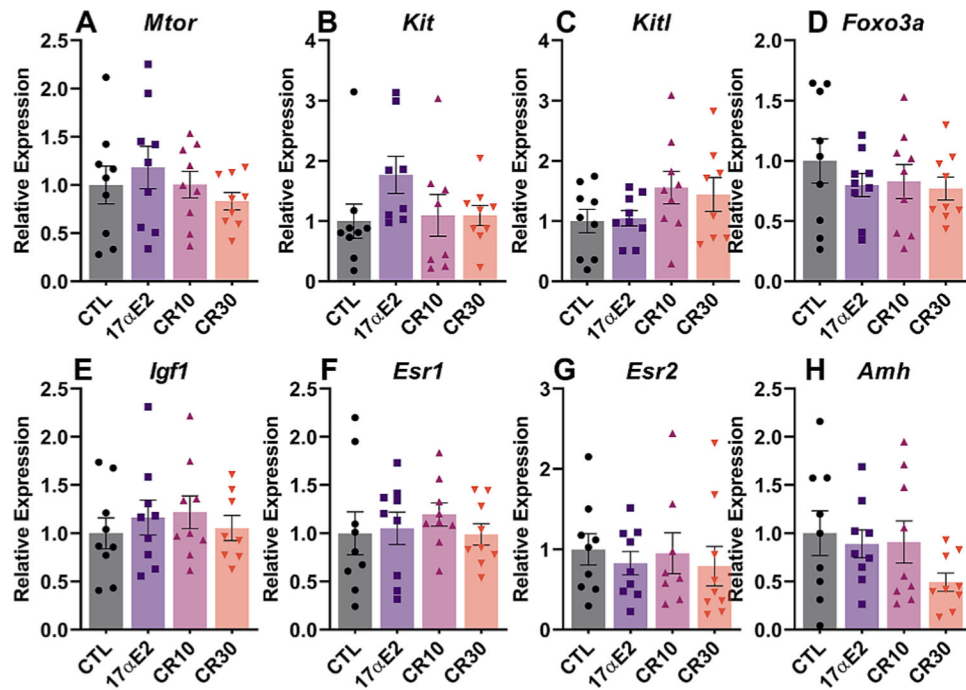 A Mtor
Relative Expression
2.5
2.0
1.5
1.0
0.5
0.0
CTL
17αE2
CR10
CR30
B Kit
Relative Expression
4
3
2
1
0
CTL
17αE2
CR10
CR30
C Kitl
Relative Expression
4
3
2
1
0
CTL
17αE2
CR10
CR30
D Foxo3a
Relative Expression
2.0
1.5
1.0
0.5
0.0
CTL
17αE2
CR10
CR30
E Igf1
Relative Expression
2.5
2.0
1.5
1.0
0.5
0.0
CTL
17αE2
CR10
CR30
F Esr1
Relative Expression
2.5
2.0
1.5
1.0
0.5
0.0
CTL
17αE2
CR10
CR30
G Esr2
Relative Expression
3
2
1
0
CTL
17αE2
CR10
CR30
H Amh
Relative Expression
2.5
2.0
1.5
1.0
0.5
0.0
CTL
17αE2
CR10
CR30